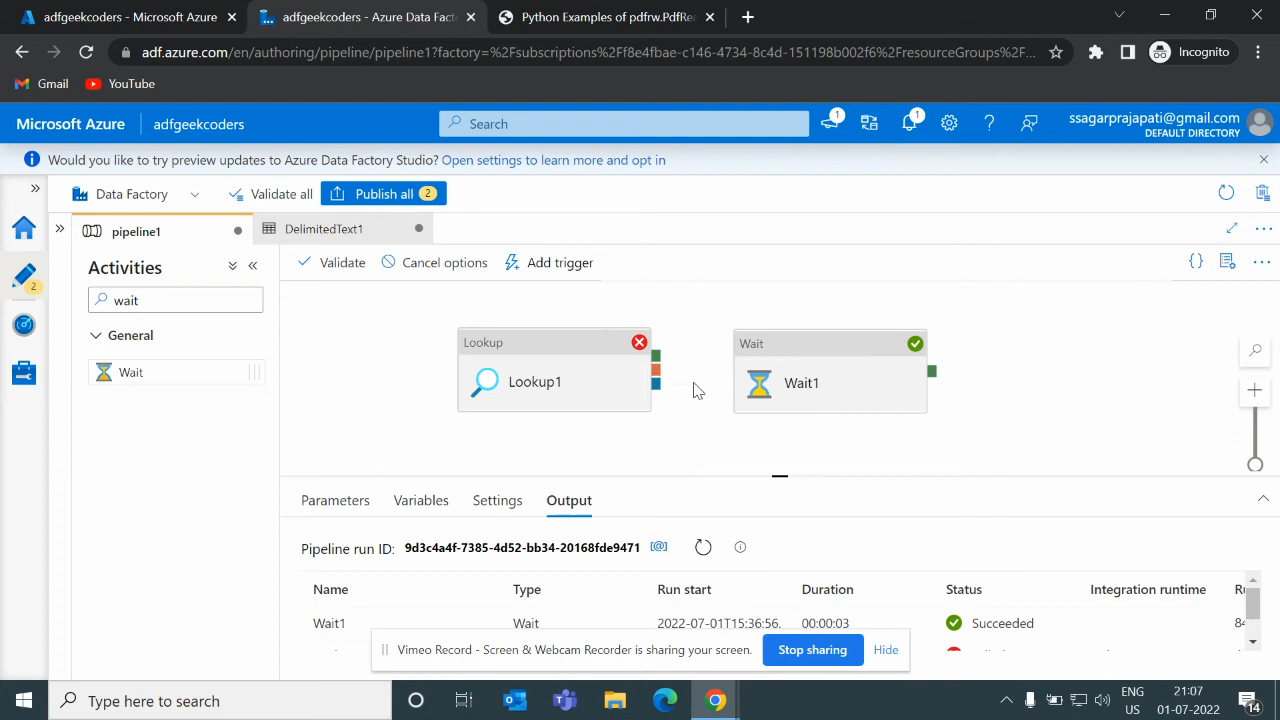 adfgeekcoders - Microsoft Azure
adfgeekcoders - Azure Data Fact
Python Examples of pdfrw.PdfRe
adf.azure.com/en/authoring/pipeline/pipeline1?factory=%2Fsubscriptions%2Ff8e4fbae-c146-4734-8c4d-151198b002f6%2FresourceGroups%2F...
Incognito
Gmail
YouTube
Microsoft Azure
adfgeekcoders
Search
1
1
ssagarprajapati@gmail.com
DEFAULT DIRECTORY
Would you like to try preview updates to Azure Data Factory Studio? Open settings to learn more and opt in
Data Factory
Validate all
Publish all 2
pipeline1
DelimitedText1
Activities
Validate
Cancel options
Add trigger
2
wait
General
Wait
Lookup
Lookup1
Wait
Wait1
Parameters
Variables
Settings
Output
Pipeline run ID: 9d3c4a4f-7385-4d52-bb34-20168fde9471 [@]
Name Type Run start Duration Status Integration runtime
Wait1 Wait 2022-07-01T15:36:56. 00:00:03 Succeeded
Vimeo Record - Screen & Webcam Recorder is sharing your screen.
Stop sharing
Hide
Type here to search
ENG
US
21:07
01-07-2022
14